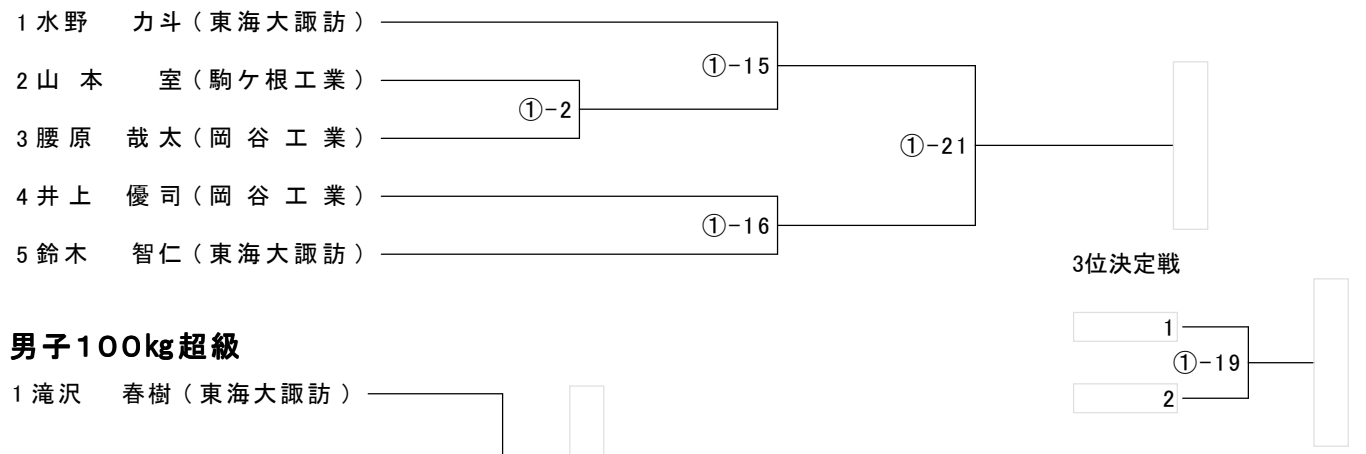 1 水野 力斗(東海大諏訪)
①-15
2 山本 室(駒ケ根工業)
①-2
3 腰原 哉太(岡谷工業)
①-21
4 井上 優司(岡谷工業)
①-16
5 鈴木 智仁(東海大諏訪)
3位決定戦
1
①-19
2
男子100kg超級
1 滝沢 春樹(東海大諏訪)